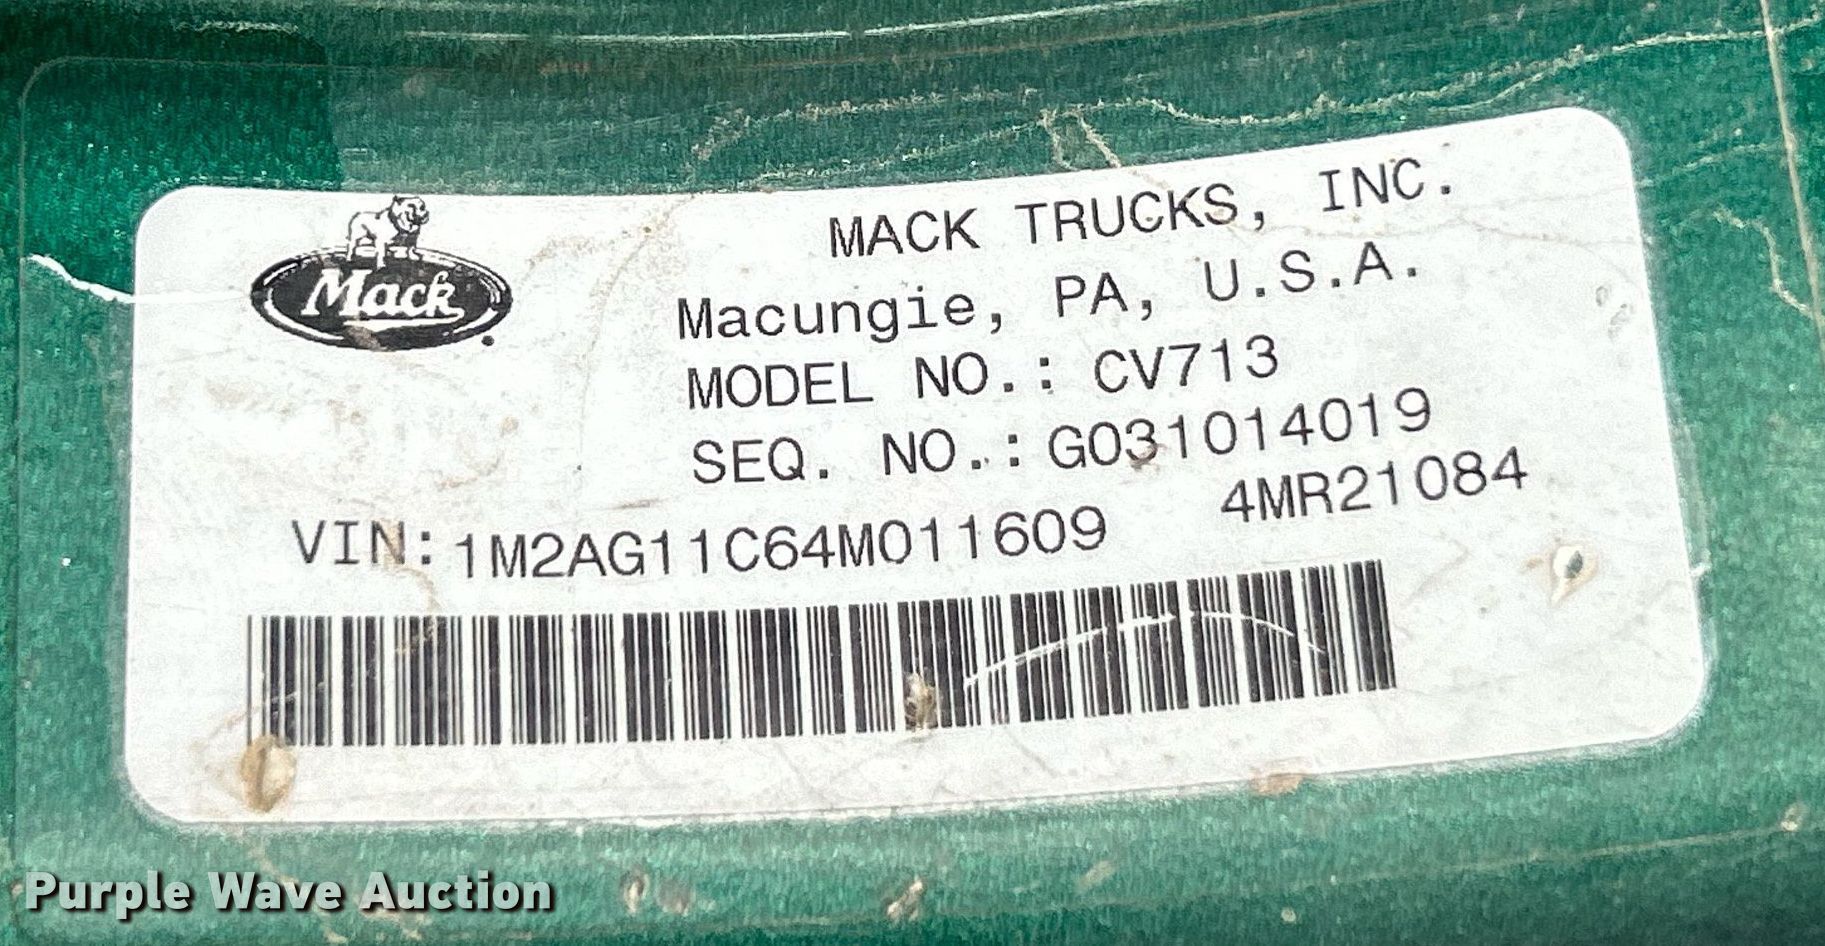 MACK TRUCKS, INC.
Mack
Macungie, PA, U.S.A.
MODEL NO.: CV713
SEQ. NO.: G031014019
4MR21084
VIN: 1M2AG11C64M011609
Purple Wave Auction